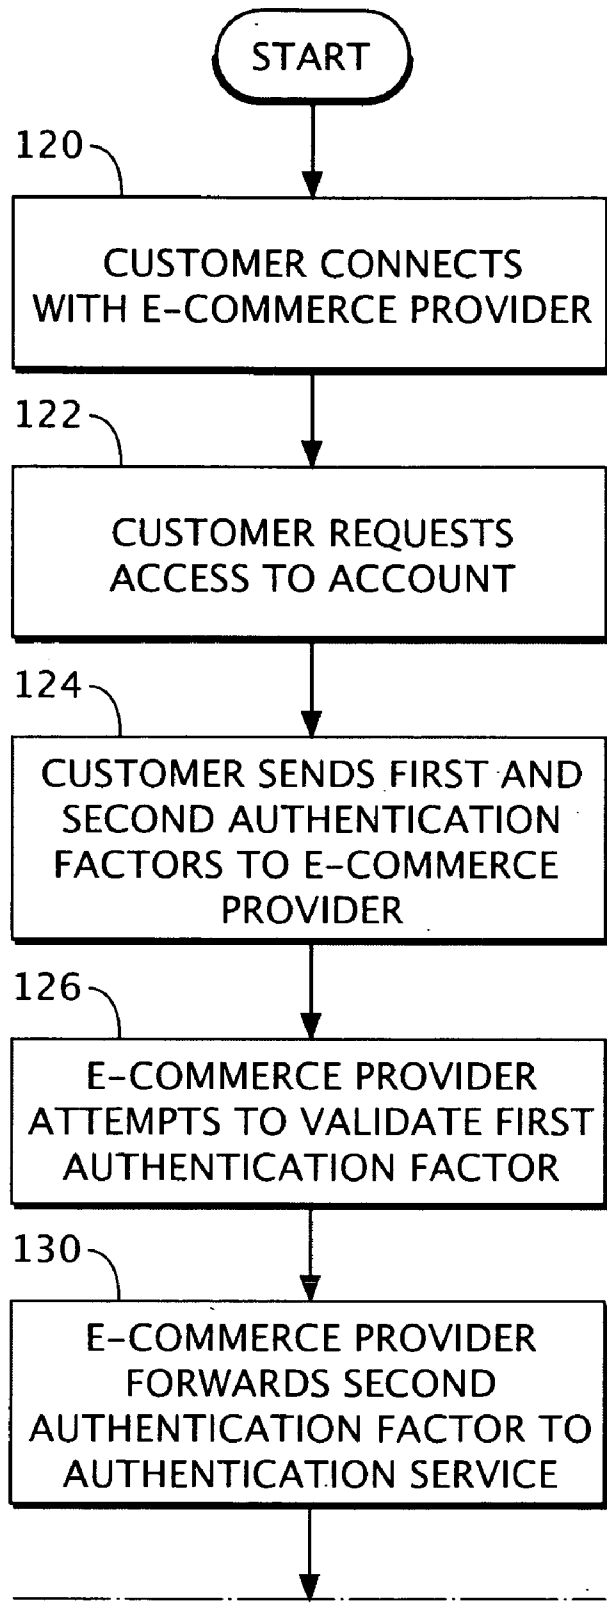 START
120
CUSTOMER CONNECTS
WITH E-COMMERCE PROVIDER
122
CUSTOMER REQUESTS
ACCESS TO ACCOUNT
124
CUSTOMER SENDS FIRST AND
SECOND AUTHENTICATION
FACTORS TO E-COMMERCE
PROVIDER
126
E-COMMERCE PROVIDER
ATTEMPTS TO VALIDATE FIRST
AUTHENTICATION FACTOR
130
E-COMMERCE PROVIDER
FORWARDS SECOND
AUTHENTICATION FACTOR TO
AUTHENTICATION SERVICE